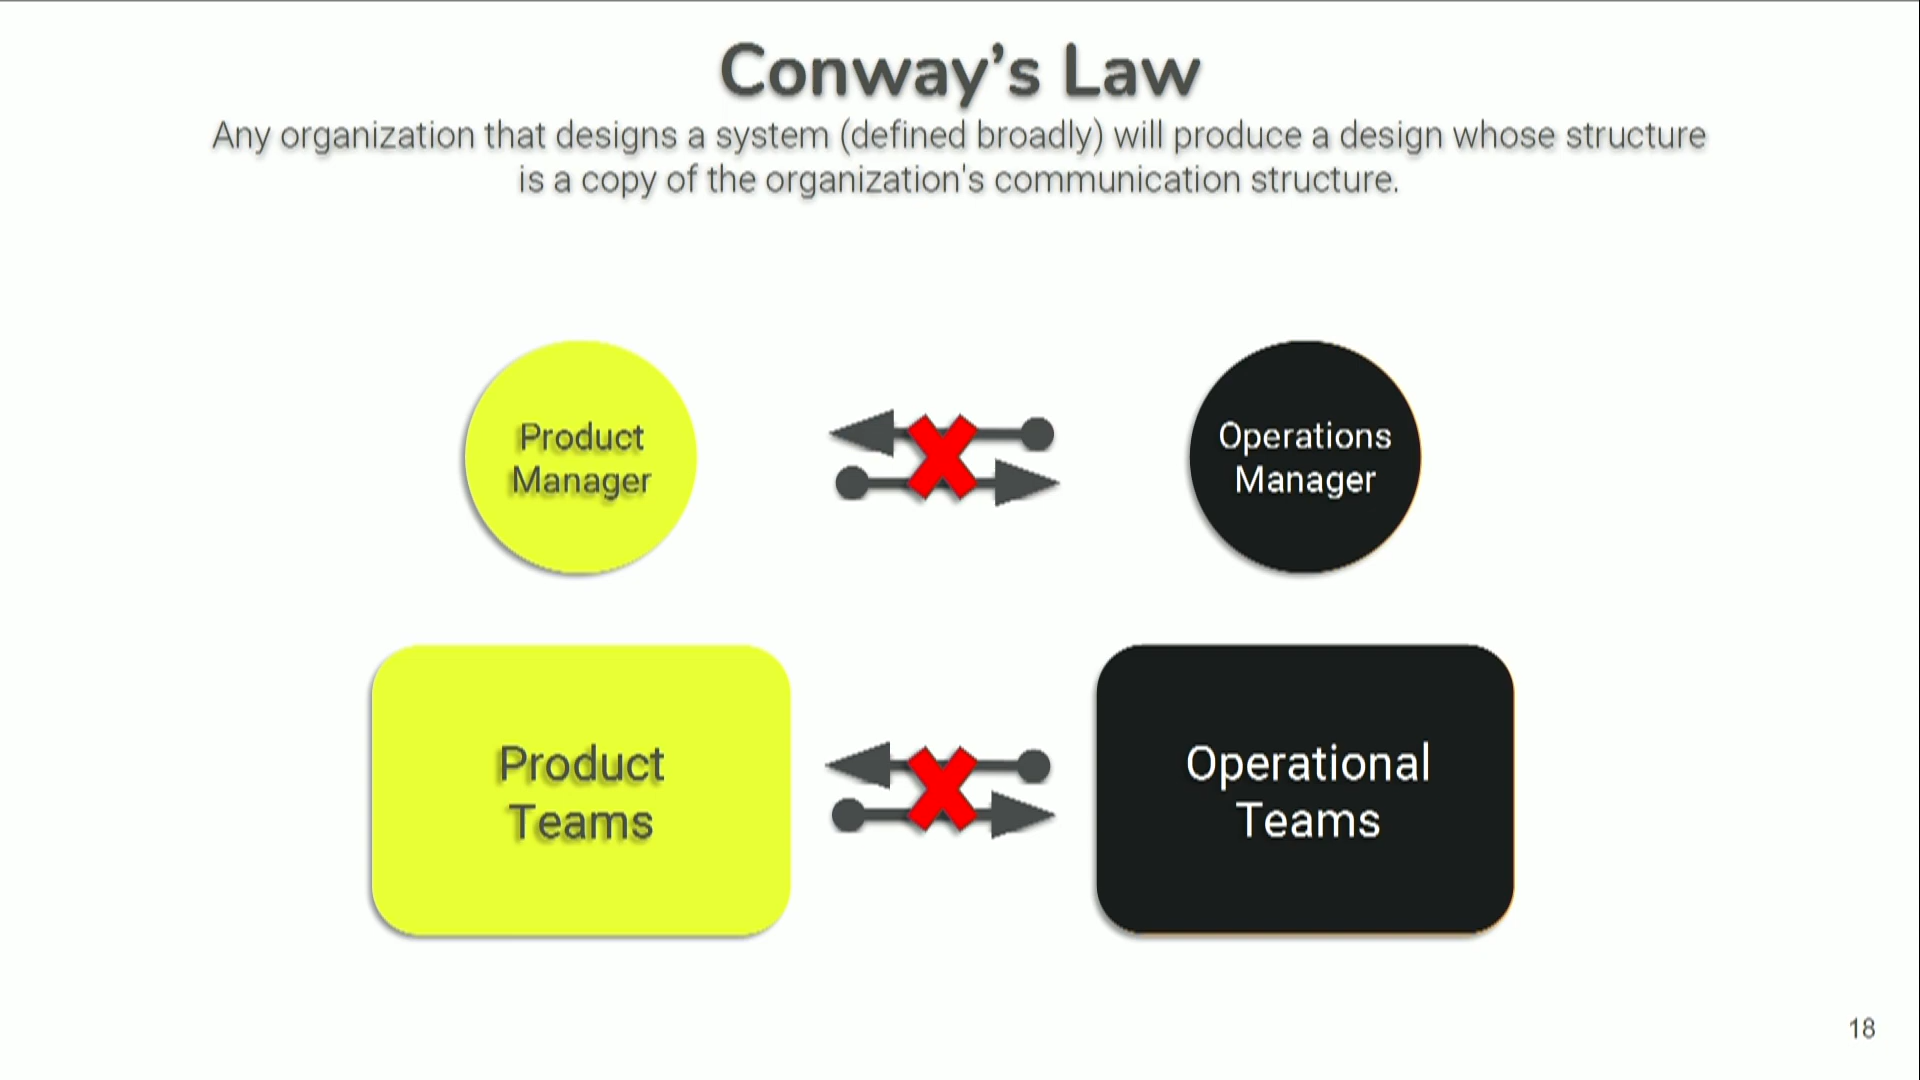 Conway’s Law
Any organization that designs a system (defined broadly) will produce a design whose structure
is a copy of the organization's communication structure.
Product
Manager
Operations
Manager
Product
Teams
Operational
Teams
18